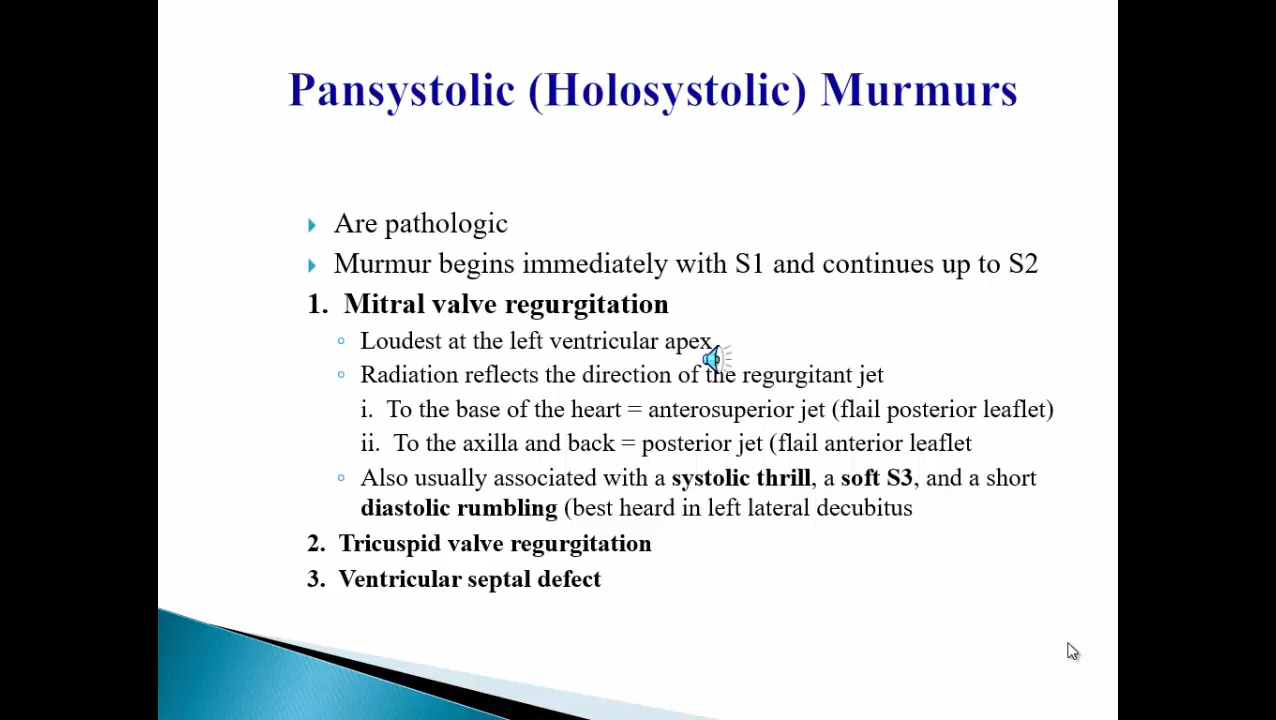 Pansystolic (Holosystolic) Murmurs
Are pathologic
Murmur begins immediately with S1 and continues up to S2
1. Mitral valve regurgitation
Loudest at the left ventricular apex
Radiation reflects the direction of the regurgitant jet
i. To the base of the heart = anterosuperior jet (flail posterior leaflet)
ii. To the axilla and back = posterior jet (flail anterior leaflet
Also usually associated with a systolic thrill, a soft S3, and a short
diastolic rumbling (best heard in left lateral decubitus
2. Tricuspid valve regurgitation
3. Ventricular septal defect